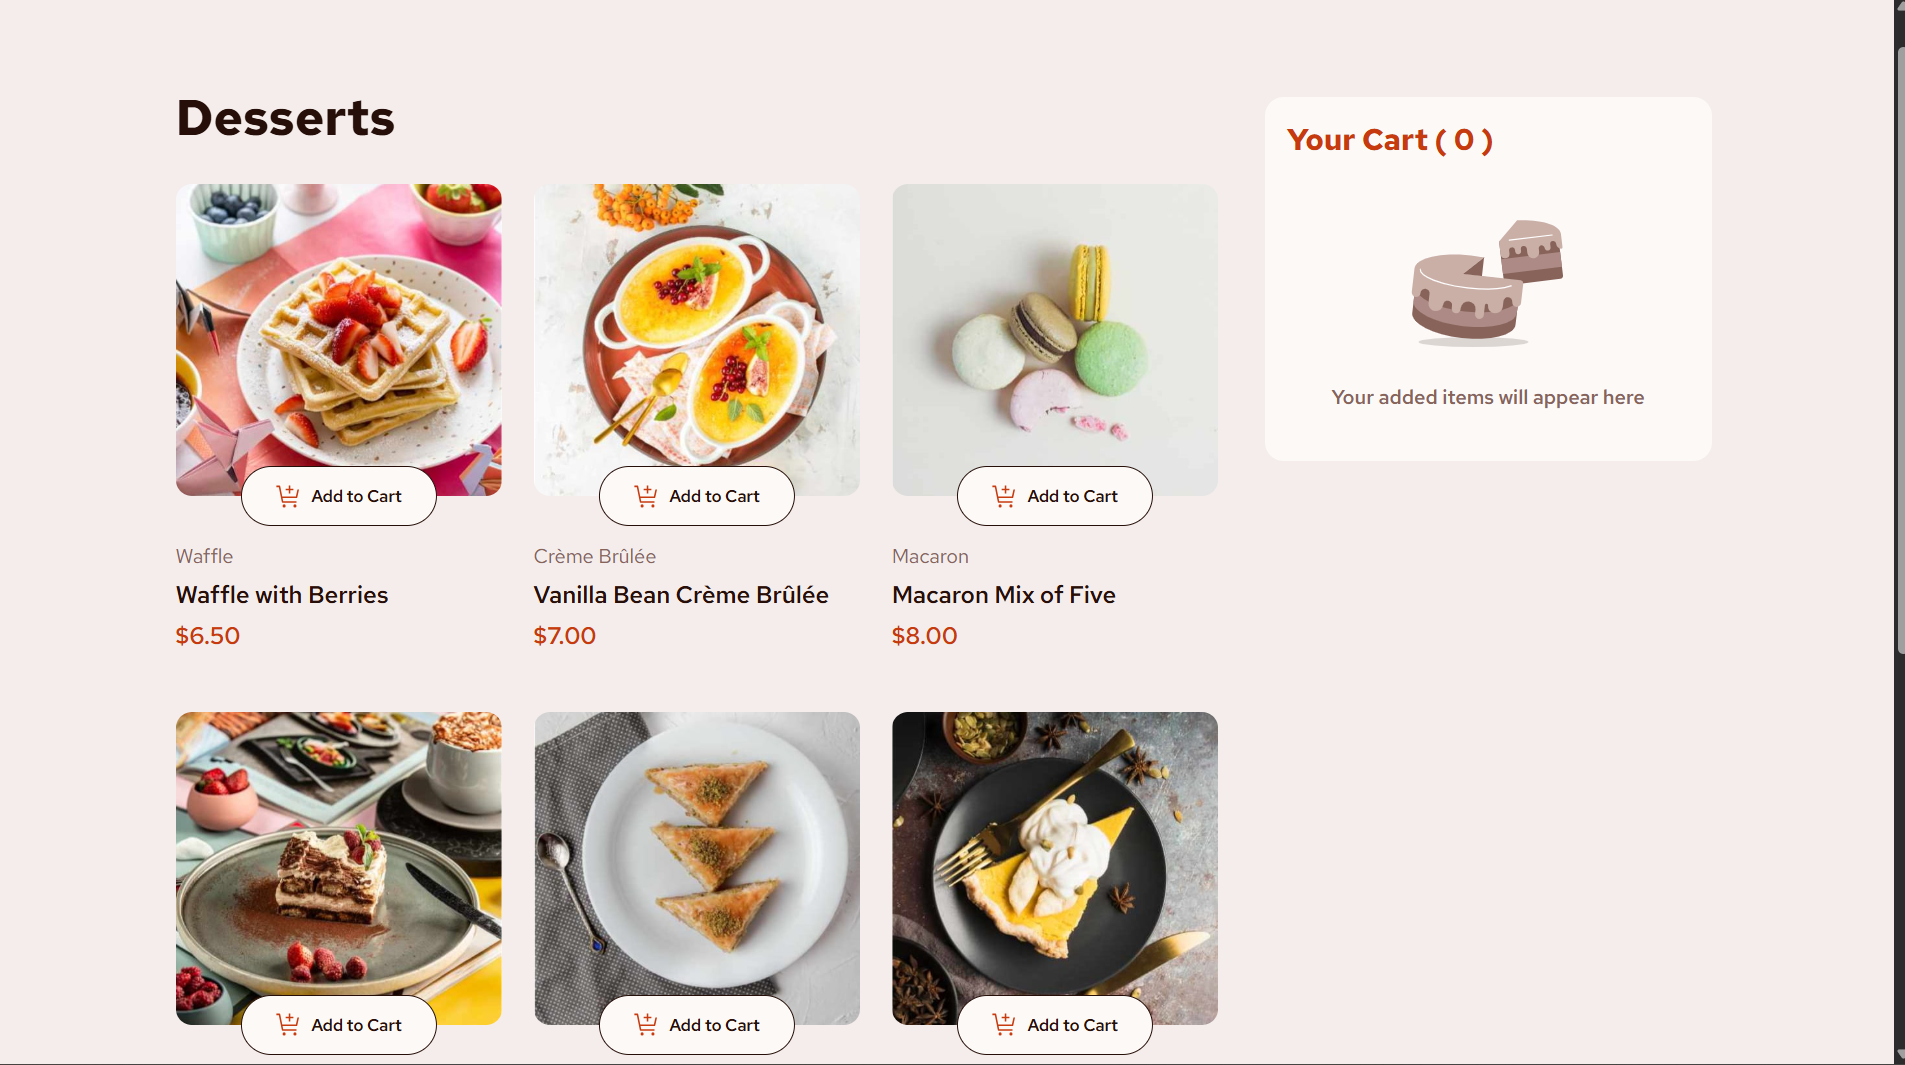 Desserts
Your Cart ( 0 )
Your added items will appear here
Add to Cart
Add to Cart
Add to Cart
Waffle
Crème Brûlée
Macaron
Waffle with Berries
Vanilla Bean Crème Brûlée
Macaron Mix of Five
$6.50
$7.00
$8.00
Add to Cart
Add to Cart
Add to Cart